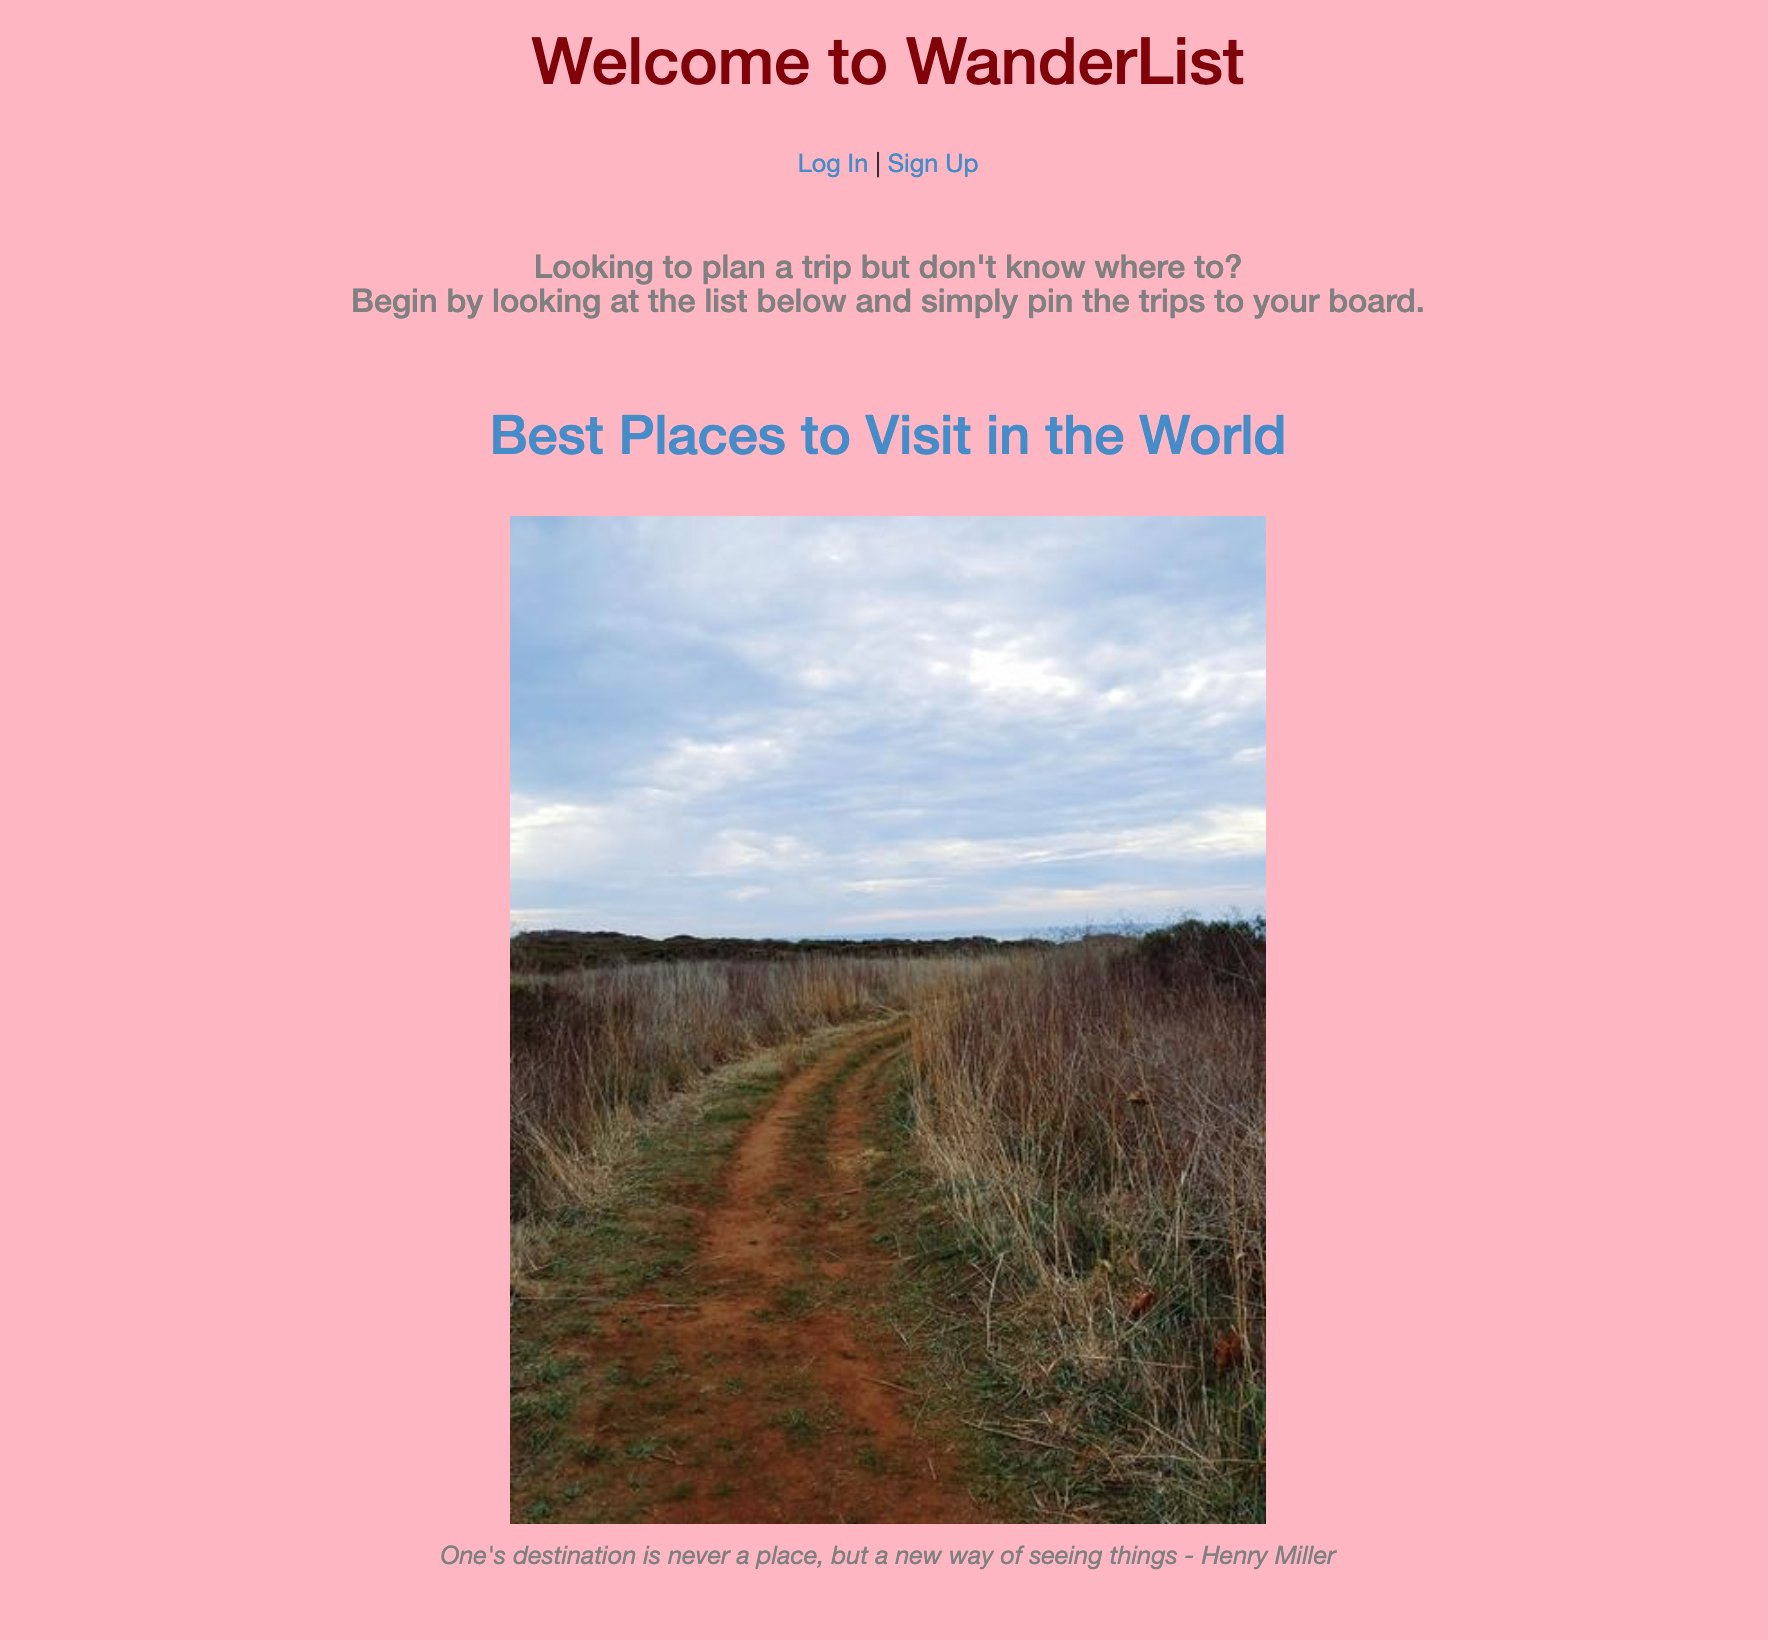 Welcome to WanderList
Log In | Sign Up
Looking to plan a trip but don't know where to?
Begin by looking at the list below and simply pin the trips to your board.
Best Places to Visit in the World
One's destination is never a place, but a new way of seeing things - Henry Miller